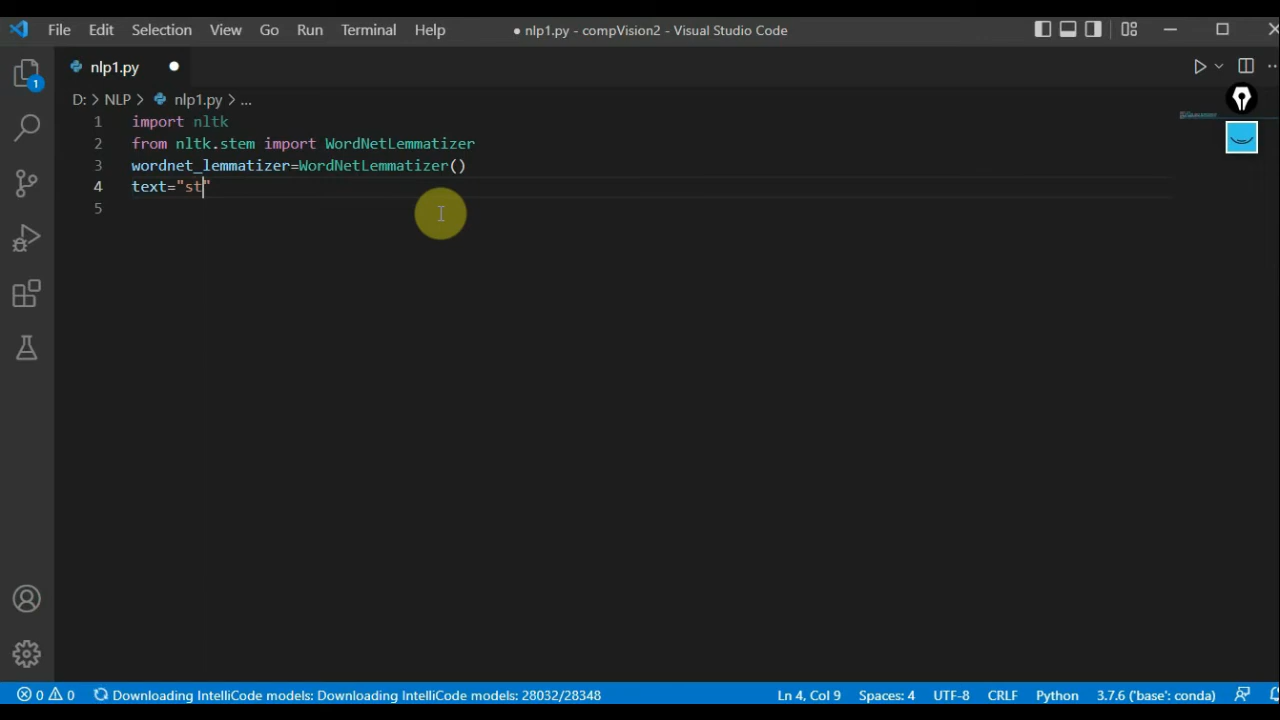 File Edit Selection View Go Run Terminal Help ● nlp1.py - compVision2 - Visual Studio Code
nlp1.py ●
D: > NLP > nlp1.py > ...
1 import nltk
2 from nltk.stem import WordNetLemmatizer
3 wordnet_lemmatizer=WordNetLemmatizer()
4 text="st"
5
1
0 0 Downloading IntelliCode models: Downloading IntelliCode models: 28032/28348 Ln 4, Col 9 Spaces: 4 UTF-8 CRLF Python 3.7.6 ('base': conda)